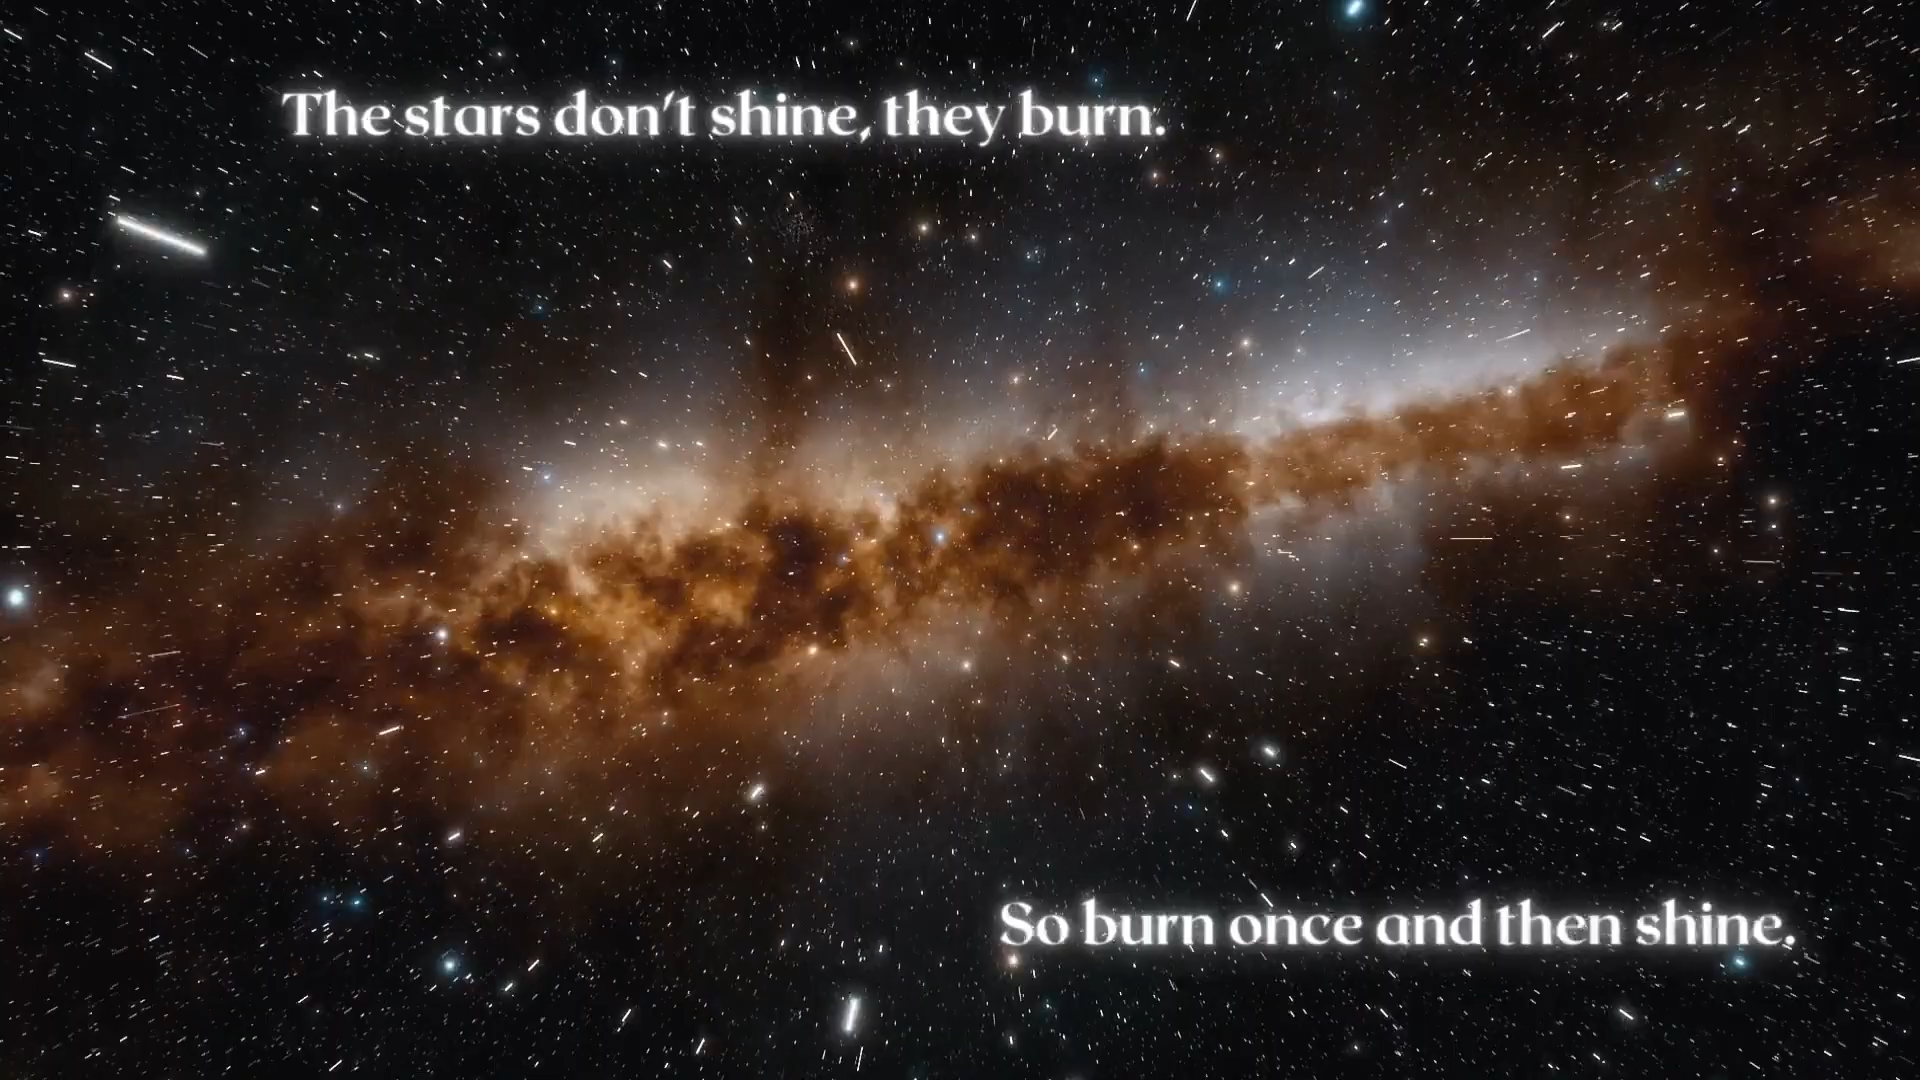 The stars don't shine, they burn.
So burn once and then shine.